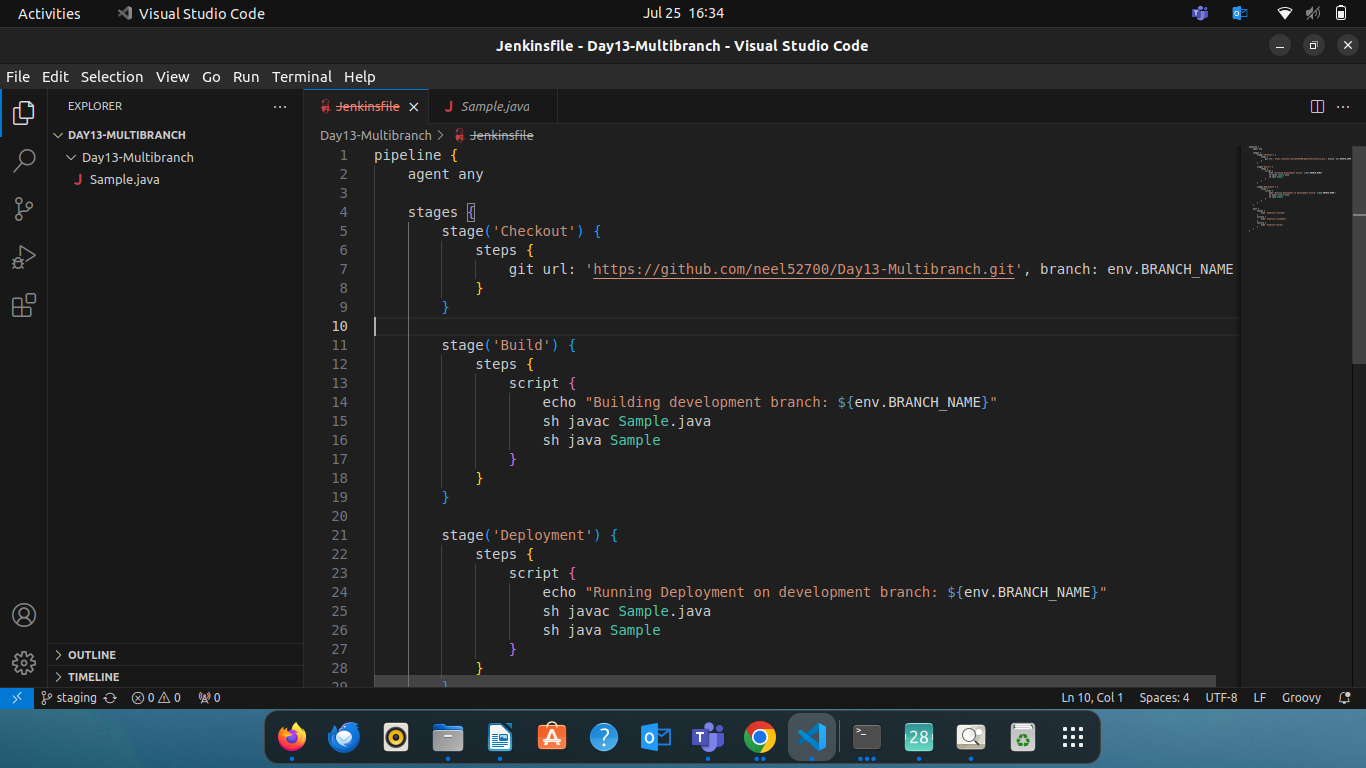 Activities Visual Studio Code Jul 25 16:34
Jenkinsfile - Day13-Multibranch - Visual Studio Code
File Edit Selection View Go Run Terminal Help
EXPLORER
DAY13-MULTIBRANCH
Day13-Multibranch
J Sample.java
OUTLINE
TIMELINE
Jenkinsfile J Sample.java
Day13-Multibranch > Jenkinsfile
1 pipeline {
2 agent any
3
4 stages {
5 stage('Checkout') {
6 steps {
7 git url: 'https://github.com/neel52700/Day13-Multibranch.git', branch: env.BRANCH_NAME
8 }
9 }
10
11 stage('Build') {
12 steps {
13 script {
14 echo "Building development branch: ${env.BRANCH_NAME}"
15 sh javac Sample.java
16 sh java Sample
17 }
18 }
19 }
20
21 stage('Deployment') {
22 steps {
23 script {
24 echo "Running Deployment on development branch: ${env.BRANCH_NAME}"
25 sh javac Sample.java
26 sh java Sample
27 }
28 }
29 }
staging 0 0 0 Ln 10, Col 1 Spaces: 4 UTF-8 LF Groovy
28